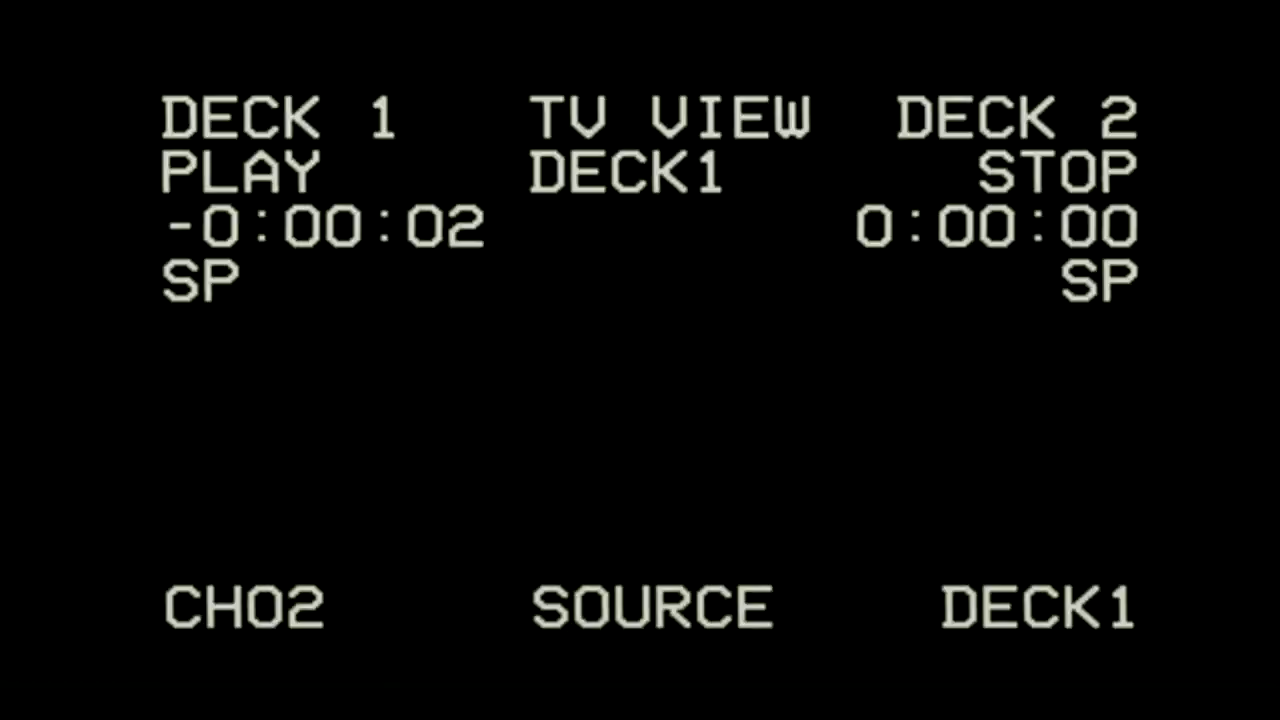 DECK 1 TV VIEW DECK 2
PLAY DECK1 STOP
-0:00:02 0:00:00
SP SP
CH02 SOURCE DECK1